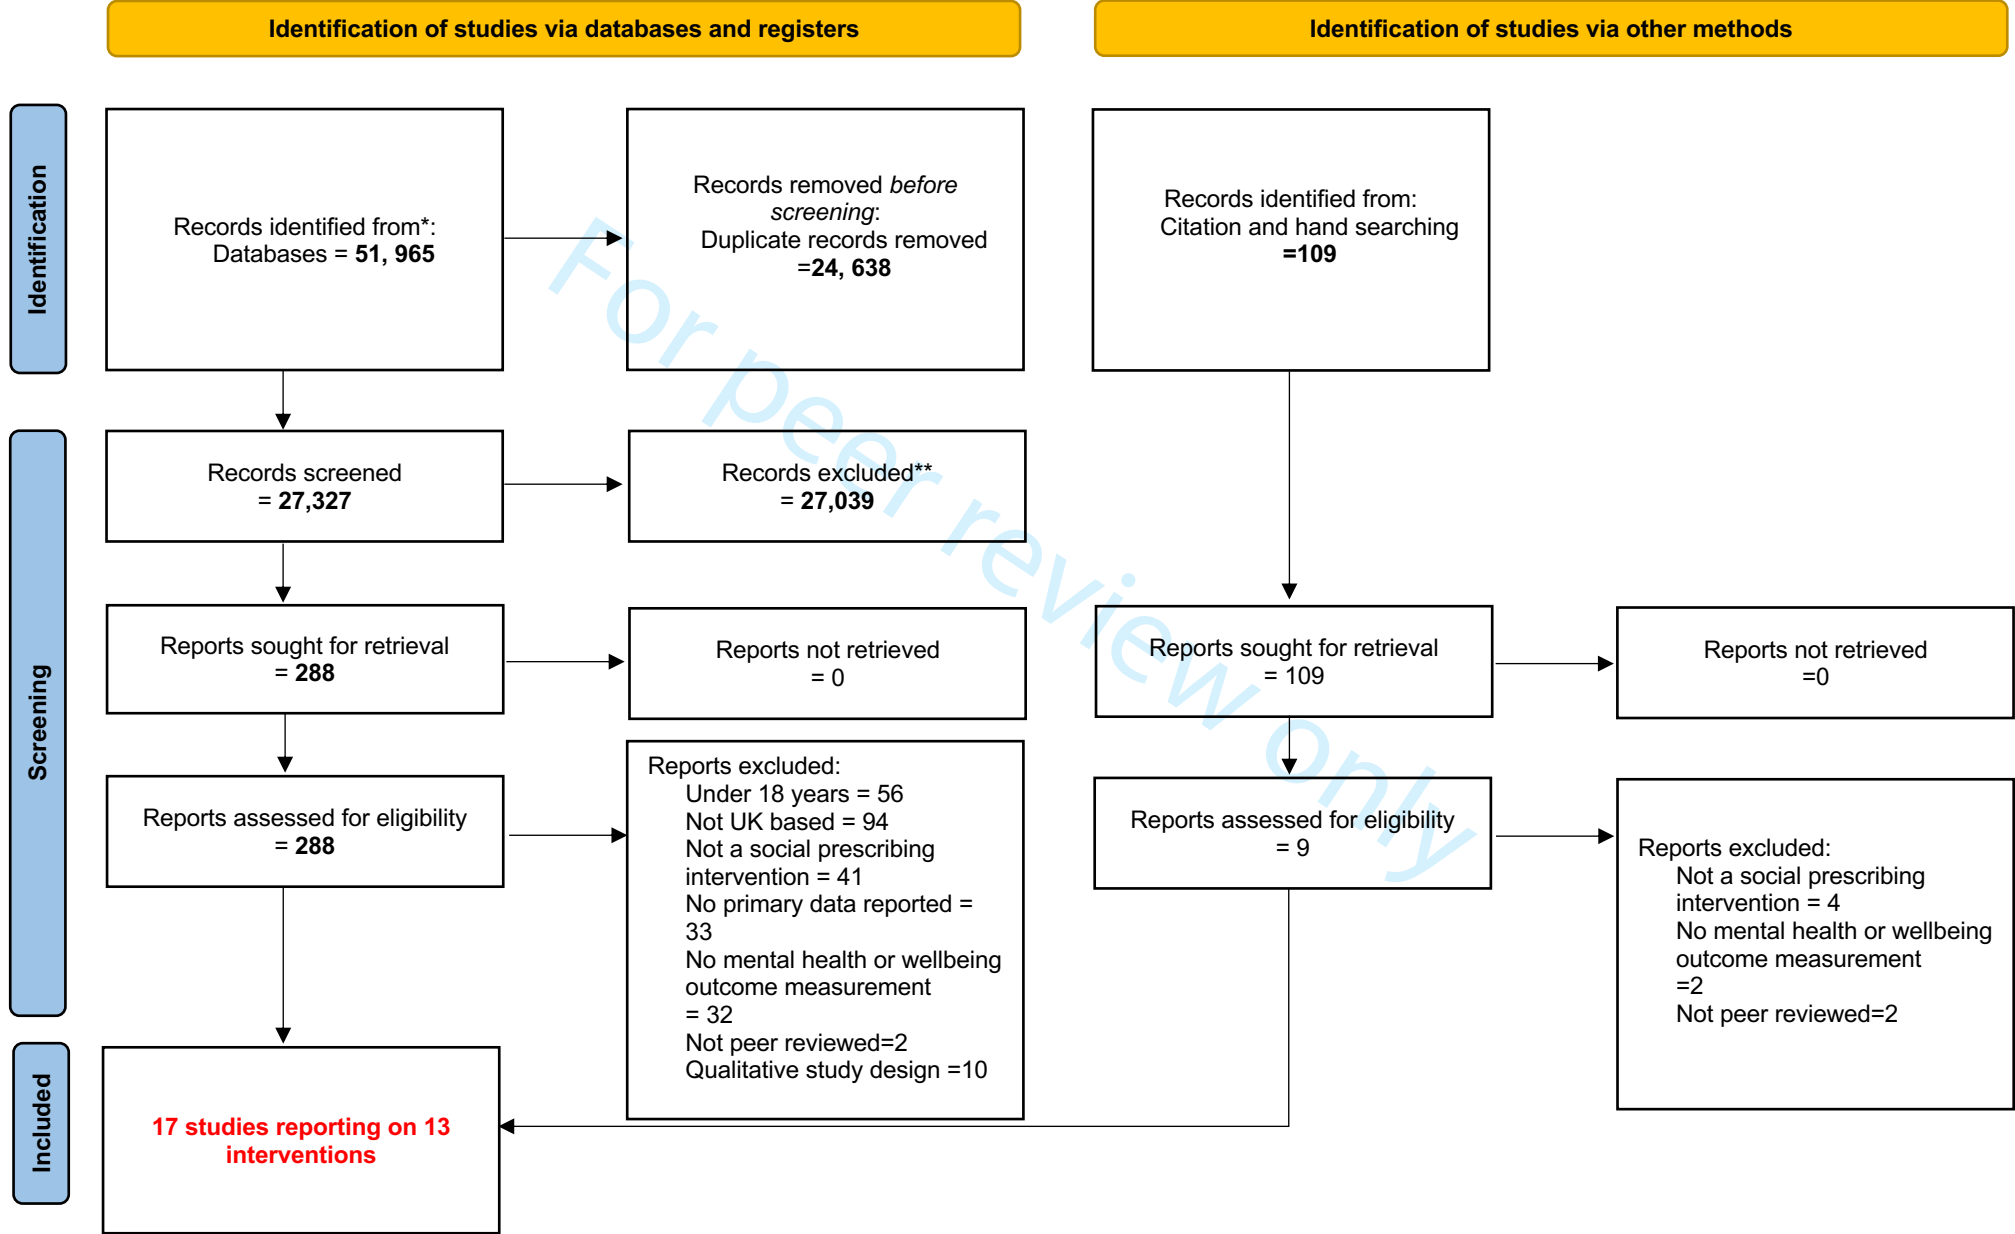 Identification of studies via databases and registers
Identification of studies via other methods
Identification
Records identified from*:
Databases = 51, 965
Records removed before
screening:
Duplicate records removed
=24, 638
Records identified from:
Citation and hand searching
=109
Screening
Records screened
= 27,327
Records excluded**
= 27,039
Reports sought for retrieval
= 288
Reports not retrieved
= 0
Reports sought for retrieval
= 109
Reports not retrieved
=0
Reports assessed for eligibility
= 288
Reports excluded:
Under 18 years = 56
Not UK based = 94
Not a social prescribing
intervention = 41
No primary data reported =
33
No mental health or wellbeing
outcome measurement
= 32
Not peer reviewed=2
Qualitative study design =10
Reports assessed for eligibility
= 9
Reports excluded:
Not a social prescribing
intervention = 4
No mental health or wellbeing
outcome measurement
=2
Not peer reviewed=2
Included
17 studies reporting on 13
interventions
For peer review only